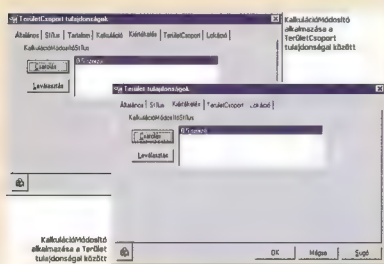 TerületCsoport tulajdonságok
Általános | Stílus | Tartalom | Kalkuláció | Kiértékelés | TerületCsoport | Lokáció
KalkulációMódosítóStílus
Csatolás
Leválasztás
KalkulációMódosító
alkalmazása a
TerületCsoport
tulajdonságai között
Terület tulajdonságok
Általános | Stílus | Kiértékelés | TerületCsoport | Lokáció
KalkulációMódosítóStílus
Csatolás
Leválasztás
OK Mégse Súgó
KalkulációMódosító
alkalmazása a Terület
tulajdonságai között